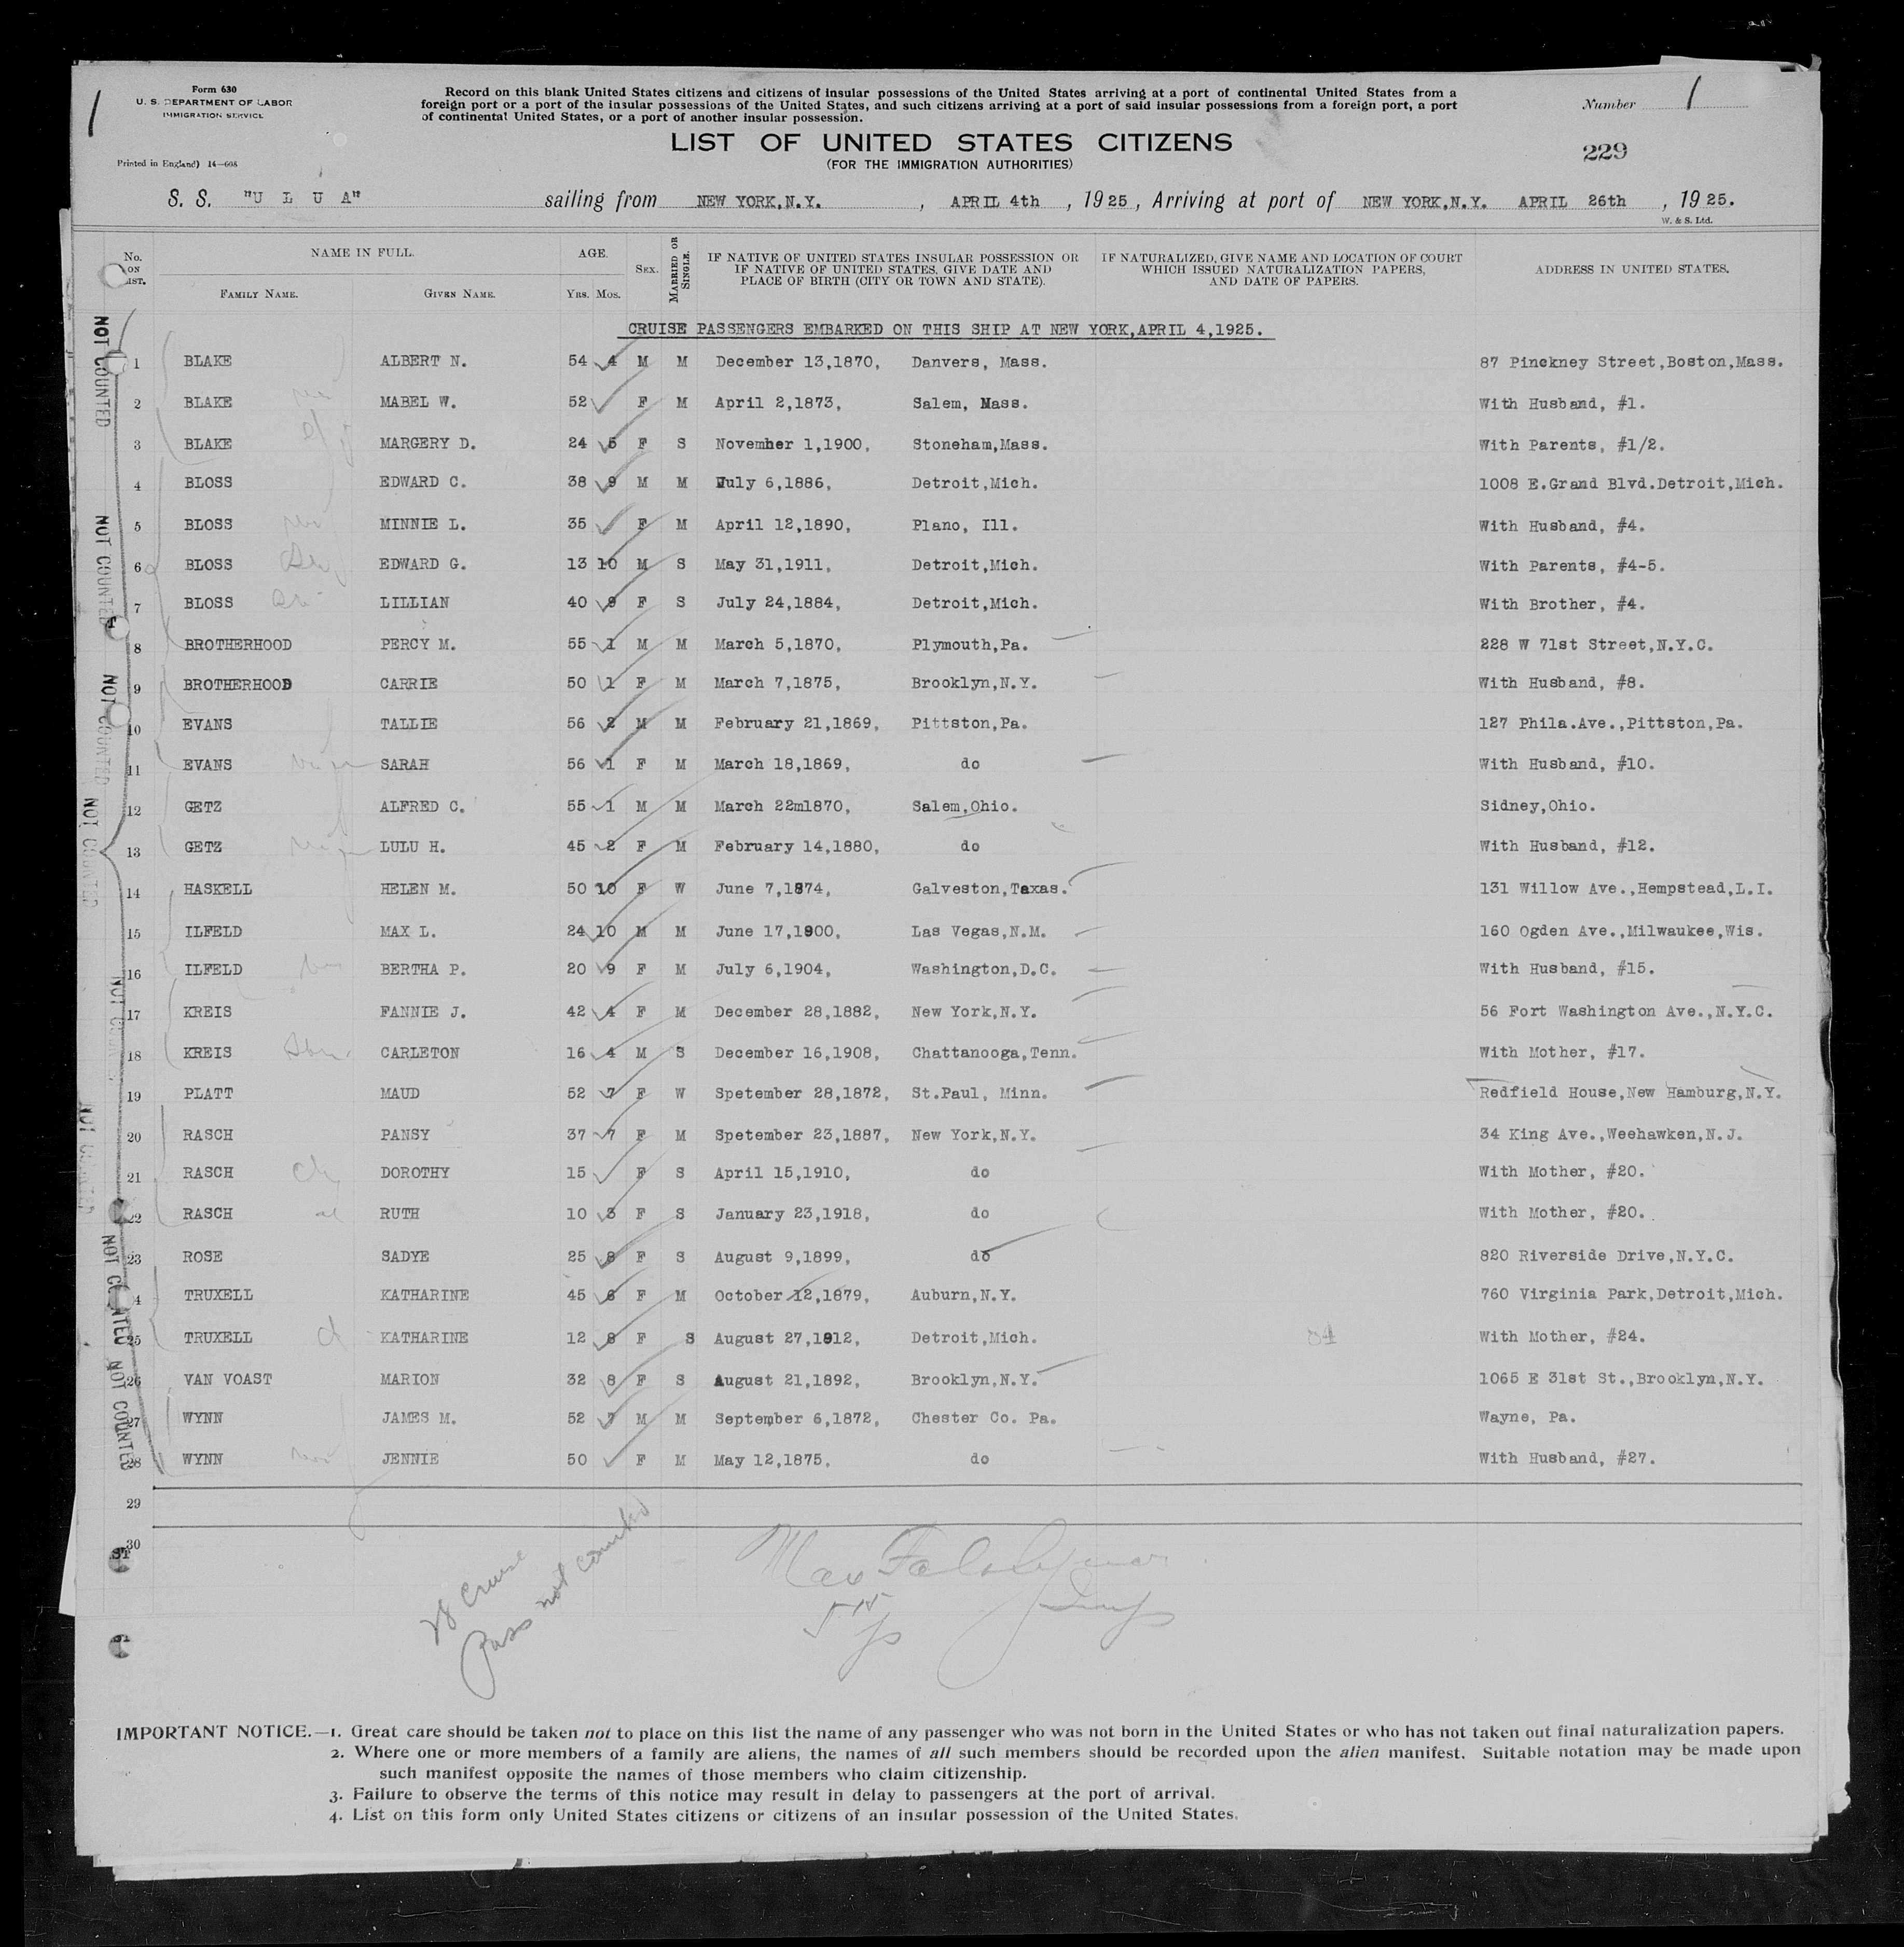 Form 630
U. S. DEPARTMENT OF LABOR
IMMIGRATION SERVICE
Record on this blank United States citizens and citizens of insular possessions of the United States arriving at a port of continental United States from a
foreign port or a port of the insular possessions of the United States, and such citizens arriving at a port of said insular possessions from a foreign port, a port
of continental United States, or a port of another insular possession.
Number 1
1
LIST OF UNITED STATES CITIZENS
(FOR THE IMMIGRATION AUTHORITIES)
229
Printed in England) 14—608
S. S. "U L U A" sailing from NEW YORK,N.Y. , APRIL 4th , 1925 , Arriving at port of NEW YORK,N.Y. APRIL 26th , 1925.
W. & S. Ltd.
No. ON LIST. NAME IN FULL. AGE. SEX. MARRIED OR SINGLE. IF NATIVE OF UNITED STATES INSULAR POSSESSION OR IF NATIVE OF UNITED STATES, GIVE DATE AND PLACE OF BIRTH (CITY OR TOWN AND STATE). IF NATURALIZED, GIVE NAME AND LOCATION OF COURT WHICH ISSUED NATURALIZATION PAPERS, AND DATE OF PAPERS. ADDRESS IN UNITED STATES.
FAMILY NAME. GIVEN NAME. YRS. MOS.
CRUISE PASSENGERS EMBARKED ON THIS SHIP AT NEW YORK,APRIL 4,1925.
1 BLAKE ALBERT N. 54 4 M M December 13,1870, Danvers, Mass. 87 Pinckney Street,Boston,Mass.
2 BLAKE MABEL W. 52 F M April 2,1873, Salem, Mass. With Husband, #1.
3 BLAKE MARGERY D. 24 5 F S November 1,1900, Stoneham,Mass. With Parents, #1/2.
4 BLOSS EDWARD C. 38 9 M M July 6,1886, Detroit,Mich. 1008 E.Grand Blvd.Detroit,Mich.
5 BLOSS MINNIE L. 35 F M April 12,1890, Plano, Ill. With Husband, #4.
6 BLOSS EDWARD G. 13 10 M S May 31,1911, Detroit,Mich. With Parents, #4-5.
7 BLOSS LILLIAN 40 9 F S July 24,1884, Detroit,Mich. With Brother, #4.
8 BROTHERHOOD PERCY M. 55 1 M M March 5,1870, Plymouth,Pa. 228 W 71st Street,N.Y.C.
9 BROTHERHOOD CARRIE 50 1 F M March 7,1875, Brooklyn,N.Y. With Husband, #8.
10 EVANS TALLIE 56 2 M M February 21,1869, Pittston,Pa. 127 Phila.Ave.,Pittston,Pa.
11 EVANS SARAH 56 1 F M March 18,1869, do With Husband, #10.
12 GETZ ALFRED C. 55 1 M M March 22m1870, Salem,Ohio. Sidney,Ohio.
13 GETZ LULU H. 45 2 F M February 14,1880, do With Husband, #12.
14 HASKELL HELEN M. 50 10 F W June 7,1874, Galveston,Taxas. 131 Willow Ave.,Hempstead,L.I.
15 ILFELD MAX L. 24 10 M M June 17,1900, Las Vegas,N.M. 160 Ogden Ave.,Milwaukee,Wis.
16 ILFELD BERTHA P. 20 9 F M July 6,1904, Washington,D.C. With Husband, #15.
17 KREIS FANNIE J. 42 4 F M December 28,1882, New York,N.Y. 56 Fort Washington Ave.,N.Y.C.
18 KREIS CARLETON 16 4 M S December 16,1908, Chattanooga,Tenn. With Mother, #17.
19 PLATT MAUD 52 7 F W Spetember 28,1872, St.Paul, Minn. Redfield House,New Hamburg,N.Y.
20 RASCH PANSY 37 7 F M Spetember 23,1887, New York,N.Y. 34 King Ave.,Weehawken,N.J.
21 RASCH DOROTHY 15 F S April 15,1910, do With Mother, #20.
22 RASCH RUTH 10 3 F S January 23,1918, do With Mother, #20.
23 ROSE SADYE 25 8 F S August 9,1899, do 820 Riverside Drive,N.Y.C.
24 TRUXELL KATHARINE 45 6 F M October 12,1879, Auburn,N.Y. 760 Virginia Park,Detroit,Mich.
25 TRUXELL KATHARINE 12 8 F S August 27,1912, Detroit,Mich. 84 With Mother, #24.
26 VAN VOAST MARION 32 8 F S August 21,1892, Brooklyn,N.Y. 1065 E 31st St.,Brooklyn,N.Y.
27 WYNN JAMES M. 52 7 M M September 6,1872, Chester Co. Pa. Wayne, Pa.
28 WYNN JENNIE 50 F M May 12,1875, do With Husband, #27.
29
30
NOT COUNTED
NOT COUNTED
NOT COUNTED
NOT COUNTED
NOT COUNTED
NOT COUNTED
NOT COUNTED
NOT COUNTED
28 Cruise
Pass not counted
IMPORTANT NOTICE.—1. Great care should be taken not to place on this list the name of any passenger who was not born in the United States or who has not taken out final naturalization papers.
2. Where one or more members of a family are aliens, the names of all such members should be recorded upon the alien manifest. Suitable notation may be made upon
such manifest opposite the names of those members who claim citizenship.
3. Failure to observe the terms of this notice may result in delay to passengers at the port of arrival.
4. List on this form only United States citizens or citizens of an insular possession of the United States.